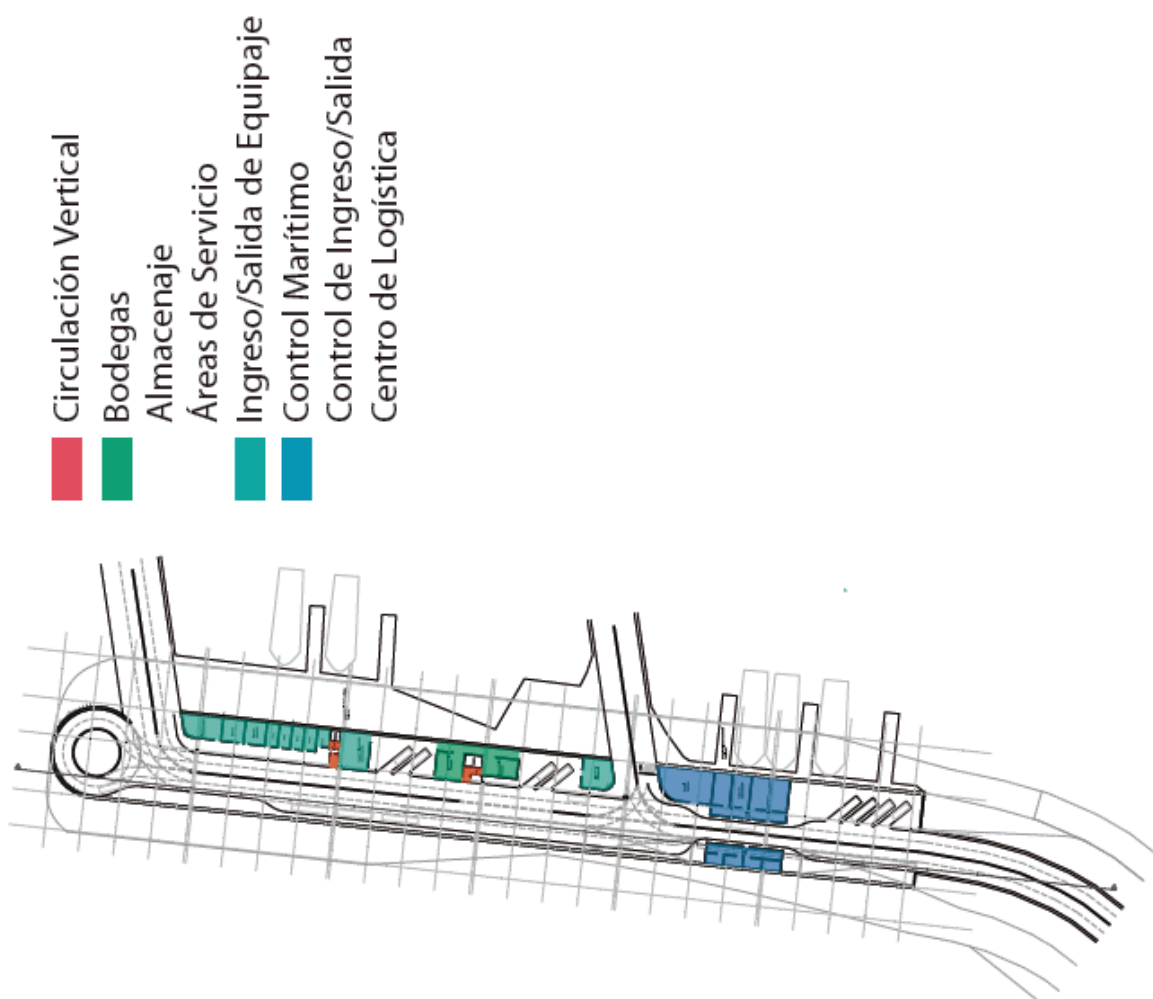 Circulación Vertical
Bodegas
Almacenaje
Áreas de Servicio
Ingreso/Salida de Equipaje
Control Marítimo
Control de Ingreso/Salida
Centro de Logística